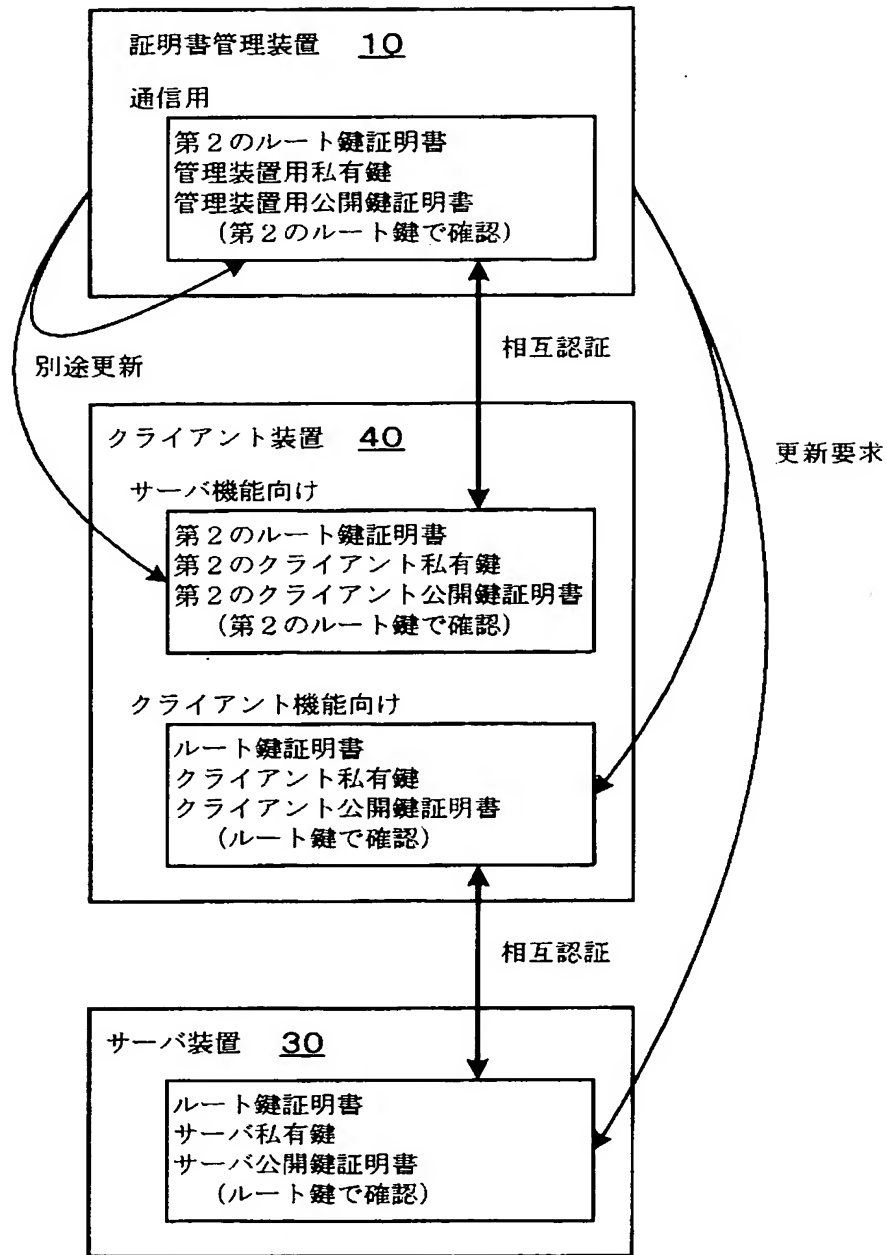 証明書管理装置 10
通信用
第2のルート鍵証明書
管理装置用私有鍵
管理装置用公開鍵証明書
(第2のルート鍵で確認)
相互認証
別途更新
クライアント装置 40
更新要求
サーバ機能向け
第2のルート鍵証明書
第2のクライアント私有鍵
第2のクライアント公開鍵証明書
(第2のルート鍵で確認)
クライアント機能向け
ルート鍵証明書
クライアント私有鍵
クライアント公開鍵証明書
(ルート鍵で確認)
相互認証
サーバ装置 30
ルート鍵証明書
サーバ私有鍵
サーバ公開鍵証明書
(ルート鍵で確認)